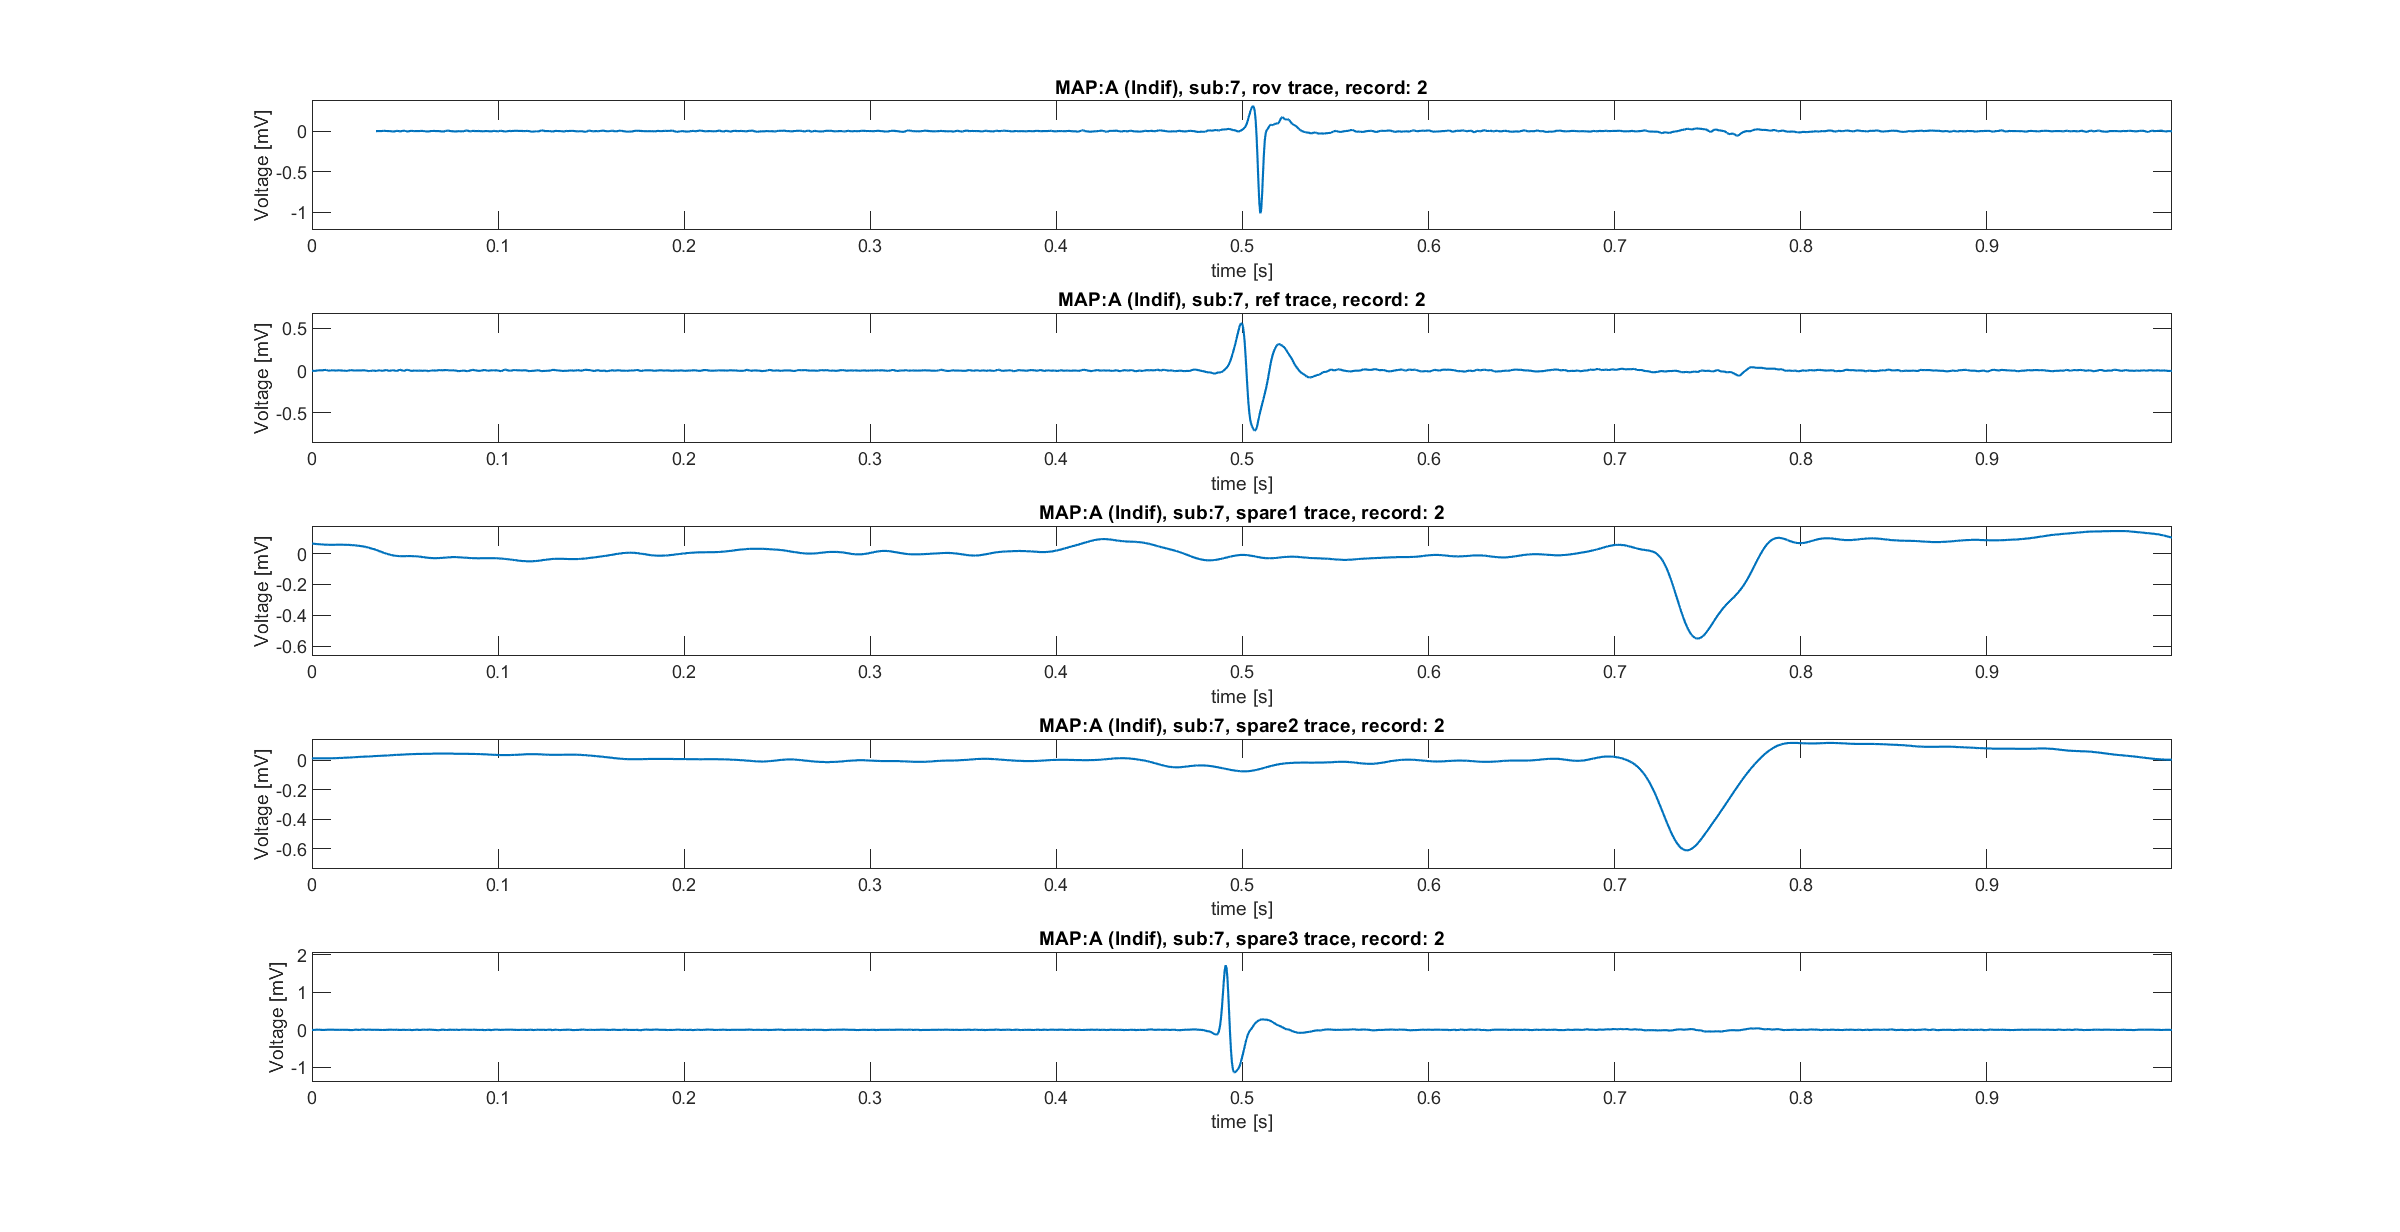 MAP:A (Indif), sub:7, rov trace, record: 2
Voltage [mV]
0
-0.5
-1
0 0.1 0.2 0.3 0.4 0.5 0.6 0.7 0.8 0.9
time [s]
MAP:A (Indif), sub:7, ref trace, record: 2
Voltage [mV]
0.5
0
-0.5
0 0.1 0.2 0.3 0.4 0.5 0.6 0.7 0.8 0.9
time [s]
MAP:A (Indif), sub:7, spare1 trace, record: 2
Voltage [mV]
0
-0.2
-0.4
-0.6
0 0.1 0.2 0.3 0.4 0.5 0.6 0.7 0.8 0.9
time [s]
MAP:A (Indif), sub:7, spare2 trace, record: 2
Voltage [mV]
0
-0.2
-0.4
-0.6
0 0.1 0.2 0.3 0.4 0.5 0.6 0.7 0.8 0.9
time [s]
MAP:A (Indif), sub:7, spare3 trace, record: 2
Voltage [mV]
2
1
0
-1
0 0.1 0.2 0.3 0.4 0.5 0.6 0.7 0.8 0.9
time [s]